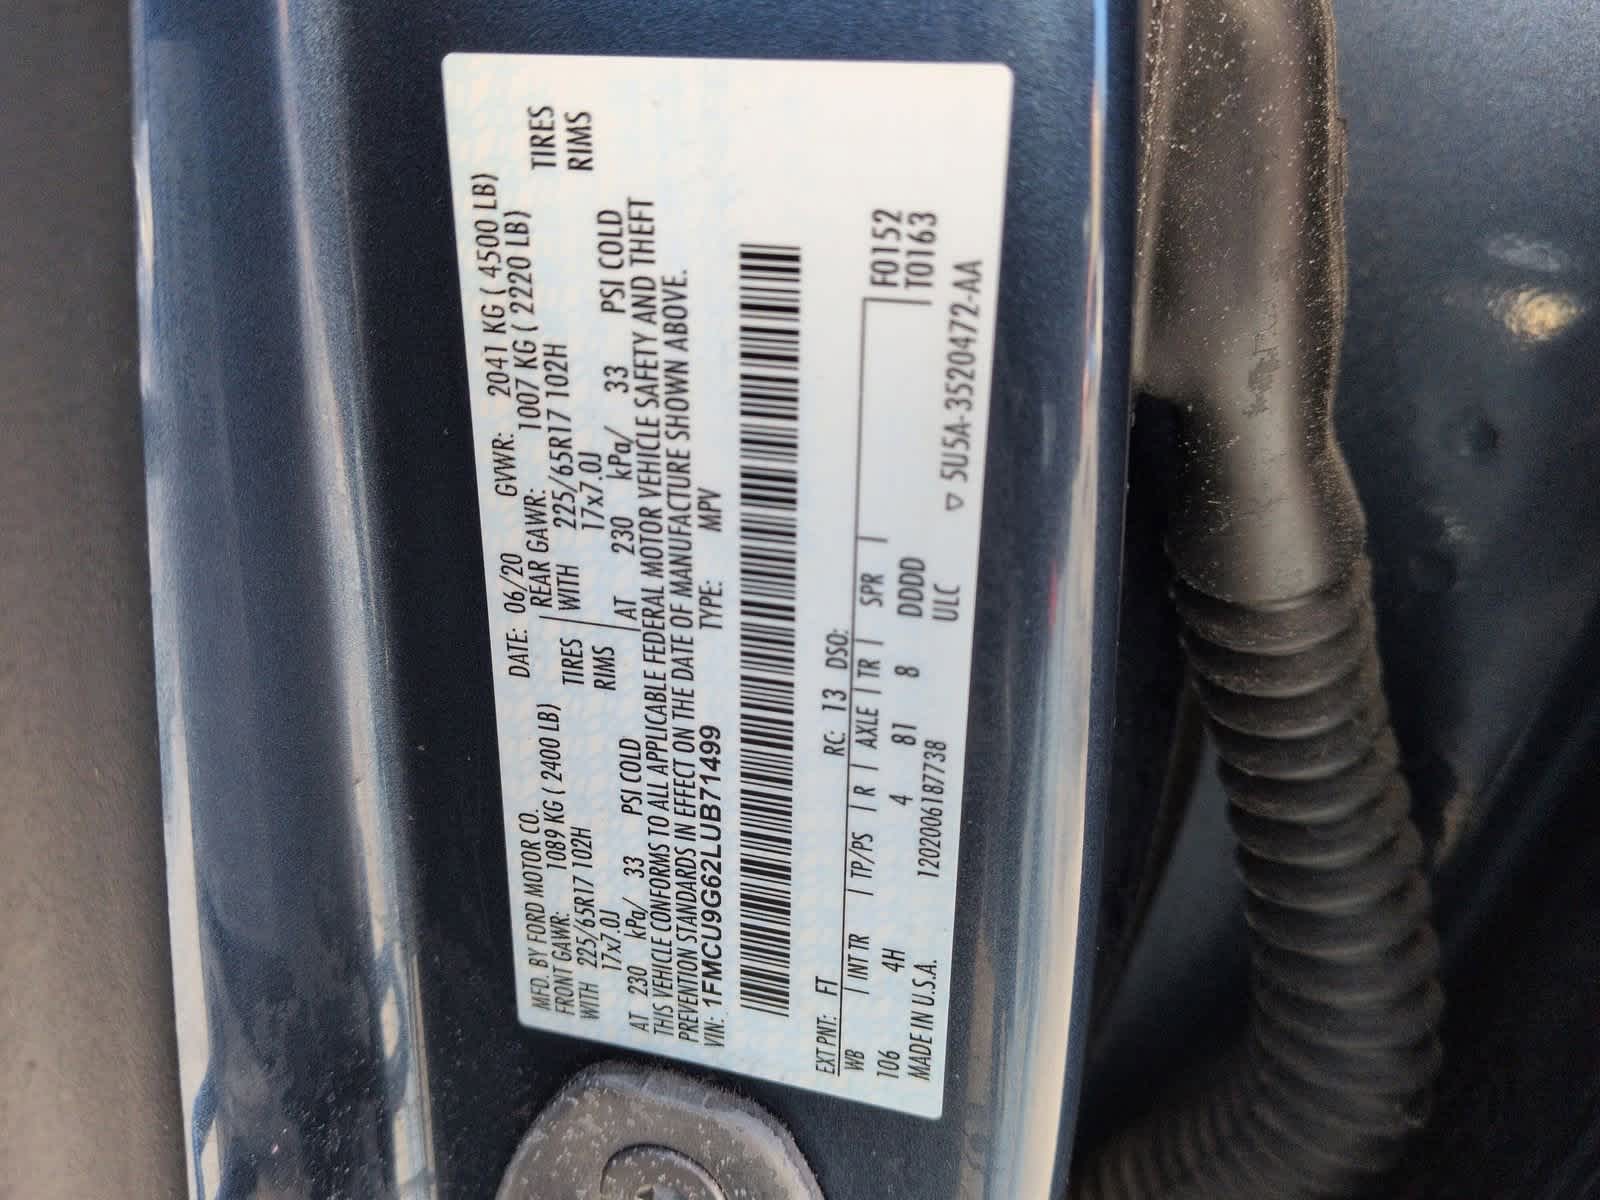 MFD. BY FORD MOTOR CO. DATE: 06/20 GVWR: 2041 KG ( 4500 LB)
FRONT GAWR: 1089 KG ( 2400 LB) REAR GAWR: 1007 KG ( 2220 LB)
WITH 225/65R17 102H TIRES WITH 225/65R17 102H TIRES
17x7.0J RIMS 17x7.0J RIMS
AT 230 kPa/ 33 PSI COLD AT 230 kPa/ 33 PSI COLD
THIS VEHICLE CONFORMS TO ALL APPLICABLE FEDERAL MOTOR VEHICLE SAFETY AND THEFT
PREVENTION STANDARDS IN EFFECT ON THE DATE OF MANUFACTURE SHOWN ABOVE.
VIN: 1FMCU9G62LUB71499 TYPE: MPV
EXT PNT: FT RC: 13 DSO: F0152
WB INT TR TP/PS R AXLE TR SPR T0163
106 4H 4 81 8 DDDD
MADE IN U.S.A. 1202006187738 ULC ▽ 5U5A-3520472-AA